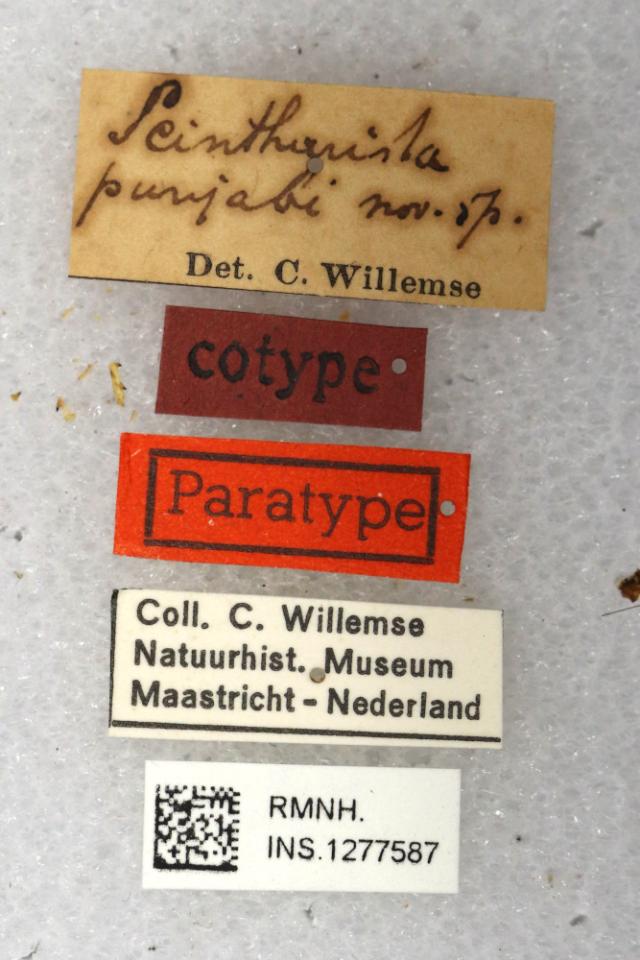 Scintharista
punjabi nov. sp.
Det. C. Willemse
cotype
Paratype
Coll. C. Willemse
Natuurhist. Museum
Maastricht - Nederland
RMNH.
INS.1277587